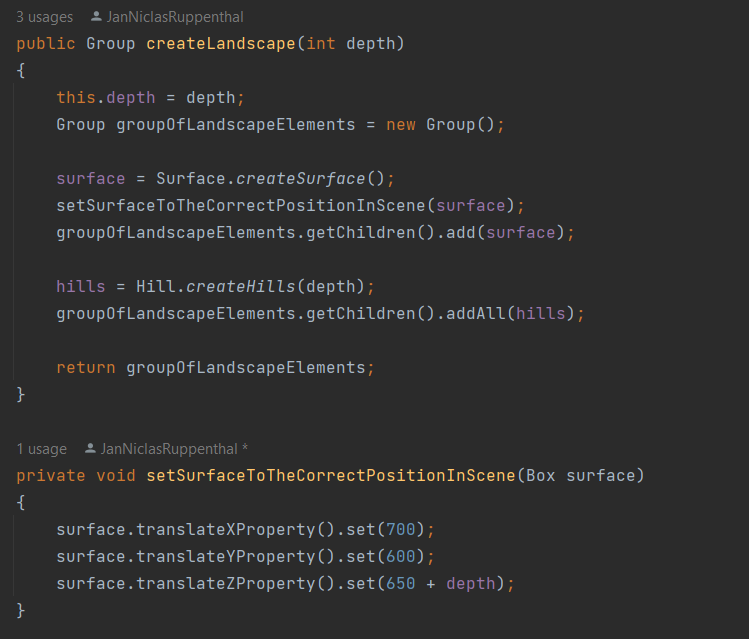 3 usages JanNiclasRuppenthal
public Group createLandscape(int depth)
{
    this.depth = depth;
    Group groupOfLandscapeElements = new Group();

    surface = Surface.createSurface();
    setSurfaceToTheCorrectPositionInScene(surface);
    groupOfLandscapeElements.getChildren().add(surface);

    hills = Hill.createHills(depth);
    groupOfLandscapeElements.getChildren().addAll(hills);

    return groupOfLandscapeElements;
}

1 usage JanNiclasRuppenthal *
private void setSurfaceToTheCorrectPositionInScene(Box surface)
{
    surface.translateXProperty().set(700);
    surface.translateYProperty().set(600);
    surface.translateZProperty().set(650 + depth);
}